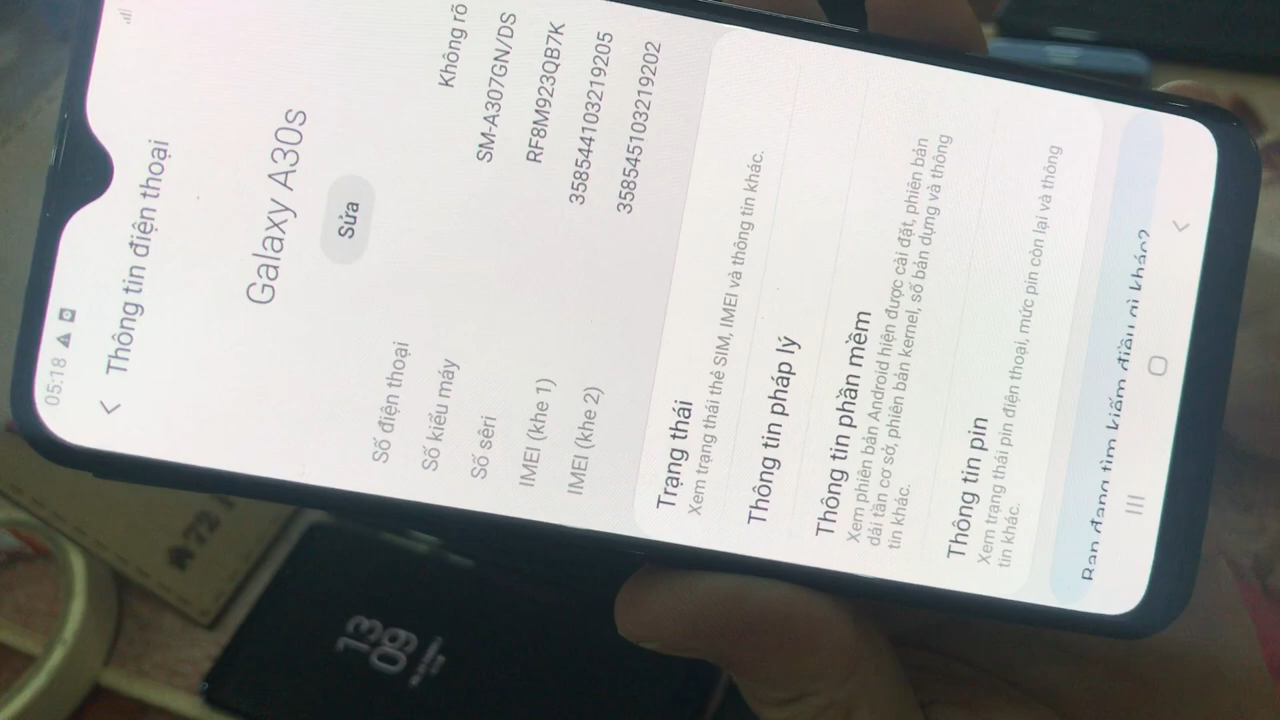 05:18
Thông tin điện thoại
Galaxy A30s
Sửa
Số điện thoại Không rõ
Số kiểu máy SM-A307GN/DS
Số sêri RF8M923QB7K
IMEI (khe 1) 358544103219205
IMEI (khe 2) 358545103219202
Trạng thái
Xem trạng thái thẻ SIM, IMEI và thông tin khác.
Thông tin pháp lý
Thông tin phần mềm
Xem phiên bản Android hiện được cài đặt, phiên bản
dải tần cơ sở, phiên bản kernel, số bản dựng và thông
tin khác.
Thông tin pin
Xem trạng thái pin điện thoại, mức pin còn lại và thông
tin khác.
Bạn đang tìm kiếm điều gì khác?
13
09
72